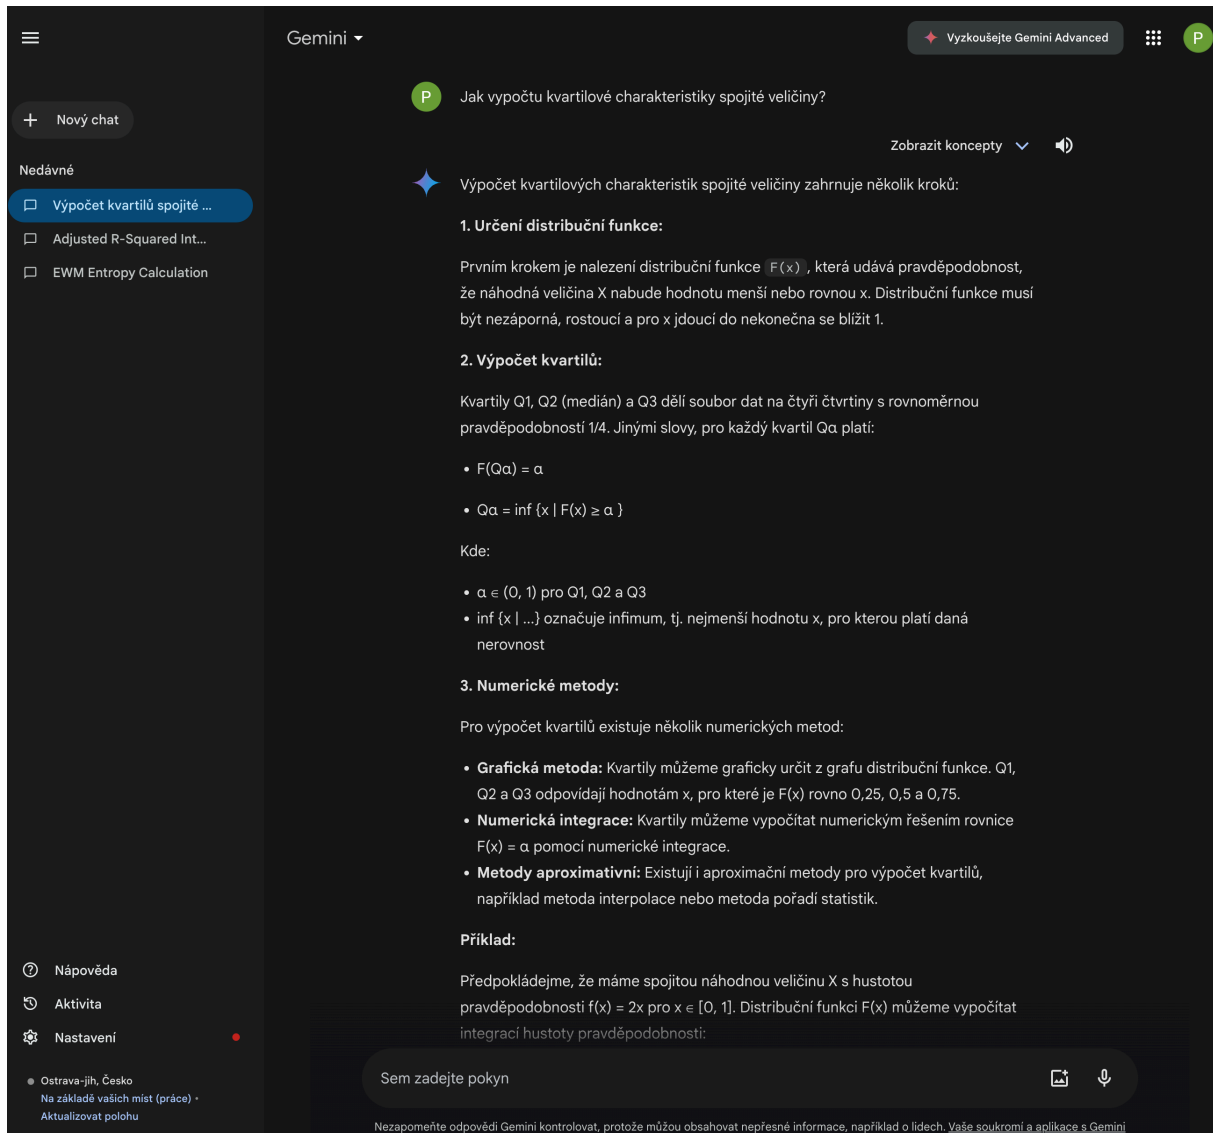 Gemini
Vyzkoušejte Gemini Advanced
P
Nový chat
Nedávné
Výpočet kvartilů spojité ...
Adjusted R-Squared Int...
EWM Entropy Calculation
P
Jak vypočtu kvartilové charakteristiky spojité veličiny?
Zobrazit koncepty
Výpočet kvartilových charakteristik spojité veličiny zahrnuje několik kroků:
1. Určení distribuční funkce:
Prvním krokem je nalezení distribuční funkce F(x), která udává pravděpodobnost,
že náhodná veličina X nabude hodnotu menší nebo rovnou x. Distribuční funkce musí
být nezáporná, rostoucí a pro x jdoucí do nekonečna se blížit 1.
2. Výpočet kvartilů:
Kvartily Q1, Q2 (medián) a Q3 dělí soubor dat na čtyři čtvrtiny s rovnoměrnou
pravděpodobností 1/4. Jinými slovy, pro každý kvartil Qα platí:
• F(Qα) = α
• Qα = inf {x | F(x) ≥ α }
Kde:
• α ∈ (0, 1) pro Q1, Q2 a Q3
• inf {x | ...} označuje infimum, tj. nejmenší hodnotu x, pro kterou platí daná
nerovnost
3. Numerické metody:
Pro výpočet kvartilů existuje několik numerických metod:
• Grafická metoda: Kvartily můžeme graficky určit z grafu distribuční funkce. Q1,
Q2 a Q3 odpovídají hodnotám x, pro které je F(x) rovno 0,25, 0,5 a 0,75.
• Numerická integrace: Kvartily můžeme vypočítat numerickým řešením rovnice
F(x) = α pomocí numerické integrace.
• Metody aproximativní: Existují i aproximační metody pro výpočet kvartilů,
například metoda interpolace nebo metoda pořadí statistik.
Příklad:
Předpokládejme, že máme spojitou náhodnou veličinu X s hustotou
pravděpodobnosti f(x) = 2x pro x ∈ [0, 1]. Distribuční funkci F(x) můžeme vypočítat
integrací hustoty pravděpodobnosti:
Nápověda
Aktivita
Nastavení
Ostrava-jih, Česko
Na základě vašich míst (práce) •
Aktualizovat polohu
Sem zadejte pokyn
Nezapomeňte odpovědi Gemini kontrolovat, protože můžou obsahovat nepřesné informace, například o lidech. Vaše soukromí a aplikace s Gemini